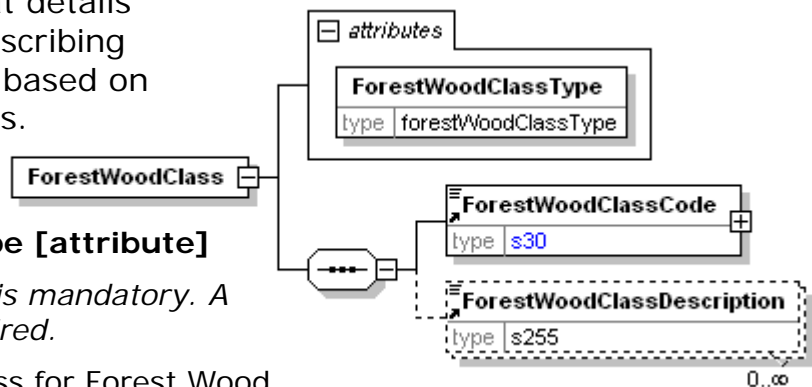 t details
scribing
based on
s.
attributes
ForestWoodClassType
type forestWoodClassType
ForestWoodClass
ForestWoodClassCode
type s30
pe [attribute]
is mandatory. A
ired.
ForestWoodClassDescription
type s255
0..∞
ss for Forest Wood